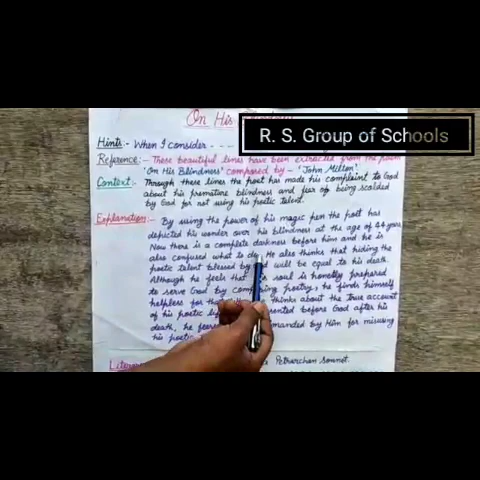 On His
R. S. Group of Schools
Hints:- When I consider - - - -
Reference:- These beautiful lines have been extracted from the poem
'On His Blindness' composed by - 'John Milton'
Context:- Through these lines the poet has made his complaint to God
about his premature blindness and fear of being scolded
by God for not using his poetic talent.
Explanation:- By using the power of his magic pen the poet has
depicted his wonder over his blindness at the age of 44 years.
Now there is a complete darkness before him and he is
also confused what to do. He also thinks that hiding the
poetic talent blessed by God will be equal to his death.
Although he feels that soul is honestly prepared
to serve God by composing poetry, he finds himself
helpless for thinks about the true account
of his poetic presented before God after his
death, he by Him for misusing
his poetic
Petrarchan Sonnet.